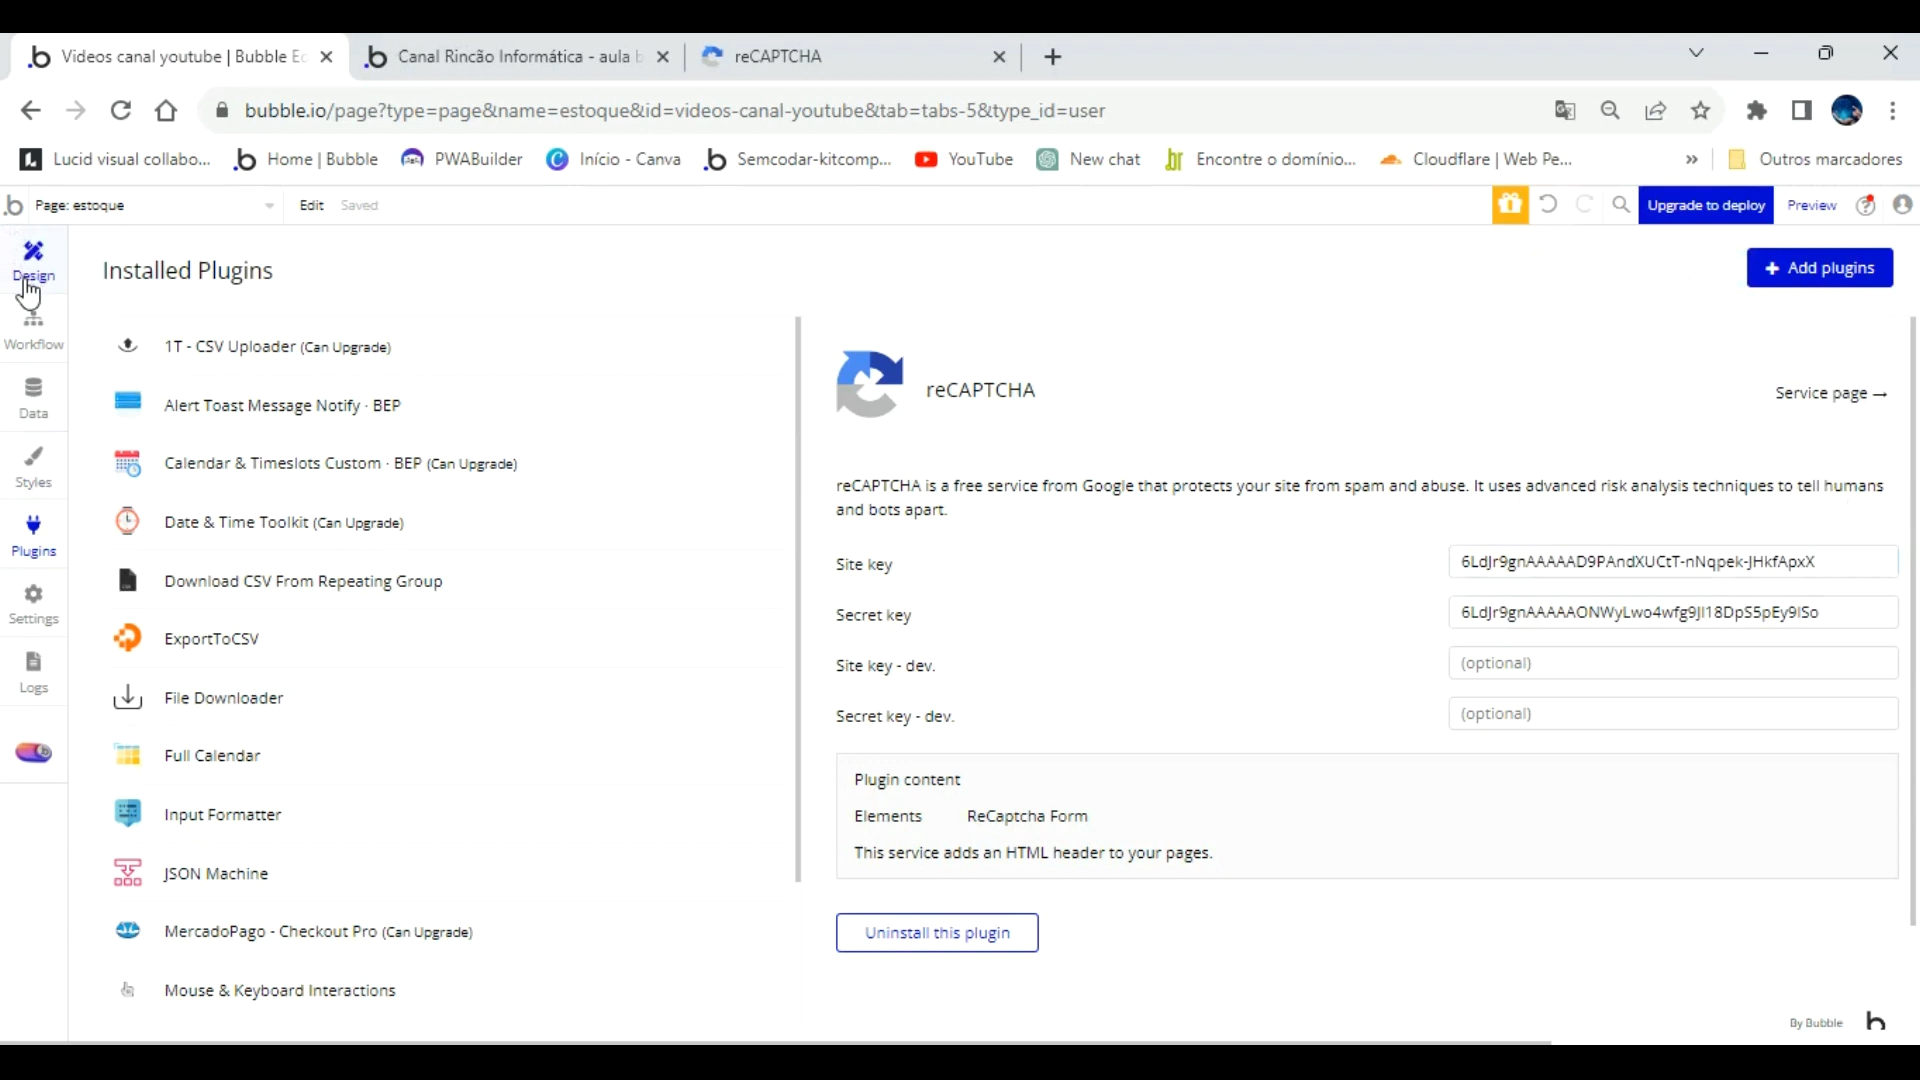 Videos canal youtube | Bubble Ec
Canal Rincão Informática - aula b
reCAPTCHA
bubble.io/page?type=page&name=estoque&id=videos-canal-youtube&tab=tabs-5&type_id=user
Lucid visual collabo...
Home | Bubble
PWABuilder
Início - Canva
Semcodar-kitcomp...
YouTube
New chat
Encontre o domínio...
Cloudflare | Web Pe...
»
Outros marcadores
Page: estoque
Edit
Saved
Upgrade to deploy
Preview
Design
Workflow
Data
Styles
Plugins
Settings
Logs
Installed Plugins
+ Add plugins
1T - CSV Uploader (Can Upgrade)
Alert Toast Message Notify · BEP
Calendar & Timeslots Custom · BEP (Can Upgrade)
Date & Time Toolkit (Can Upgrade)
Download CSV From Repeating Group
ExportToCSV
File Downloader
Full Calendar
Input Formatter
JSON Machine
MercadoPago - Checkout Pro (Can Upgrade)
Mouse & Keyboard Interactions
reCAPTCHA
Service page →
reCAPTCHA is a free service from Google that protects your site from spam and abuse. It uses advanced risk analysis techniques to tell humans
and bots apart.
Site key
6LdJr9gnAAAAAD9PAndXUCtT-nNqpek-JHkfApxX
Secret key
6LdJr9gnAAAAAONWyLwo4wfg9JI18DpS5pEy9ISo
Site key - dev.
(optional)
Secret key - dev.
(optional)
Plugin content
Elements ReCaptcha Form
This service adds an HTML header to your pages.
Uninstall this plugin
By Bubble